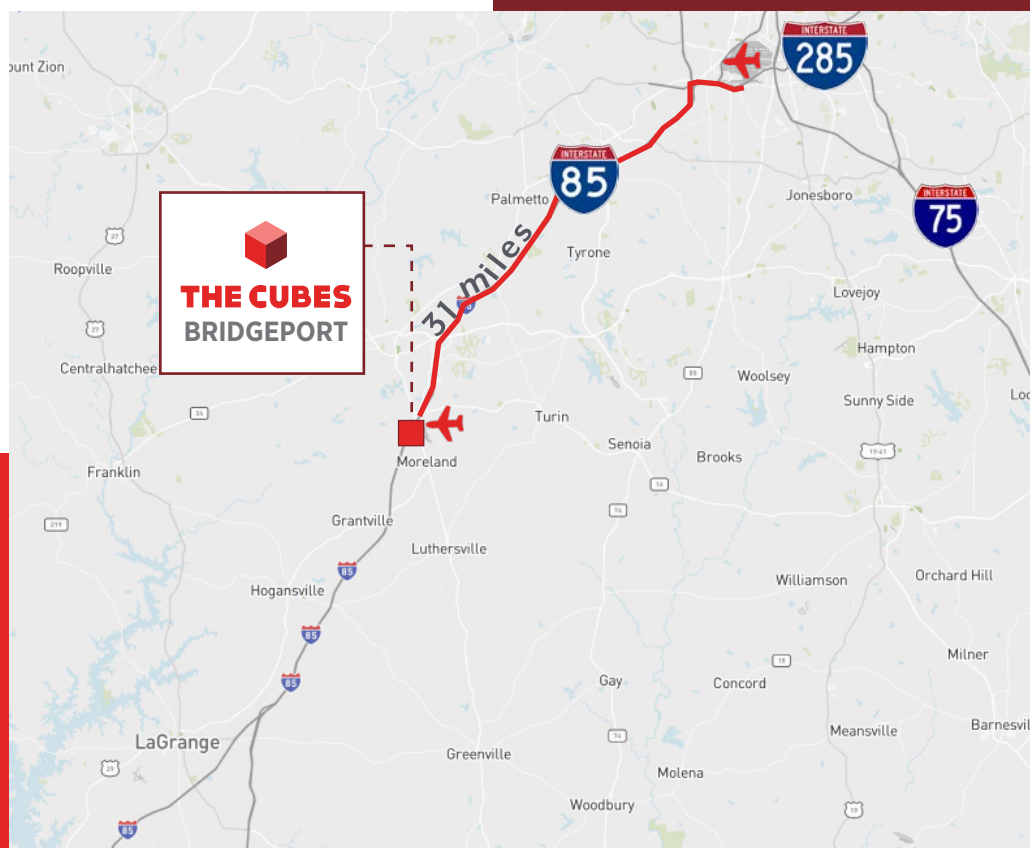 INTERSTATE
285
ount Zion
INTERSTATE
85
Palmetto
Jonesboro
INTERSTATE
75
27
Roopville
Tyrone
THE CUBES
BRIDGEPORT
31 miles
Lovejoy
27
Centralhatchee
Hampton
85
Woolsey
Sunny Side
Loc
34
Turin
Senoia
Brooks
19;41
Moreland
Franklin
16
74
219
Grantville
Luthersville
85
Hogansville
Williamson
Orchard Hill
85
Milner
18
85
Gay
Concord
LaGrange
74
Meansville
Barnesvil
Greenville
29
Molena
Woodbury
19
85